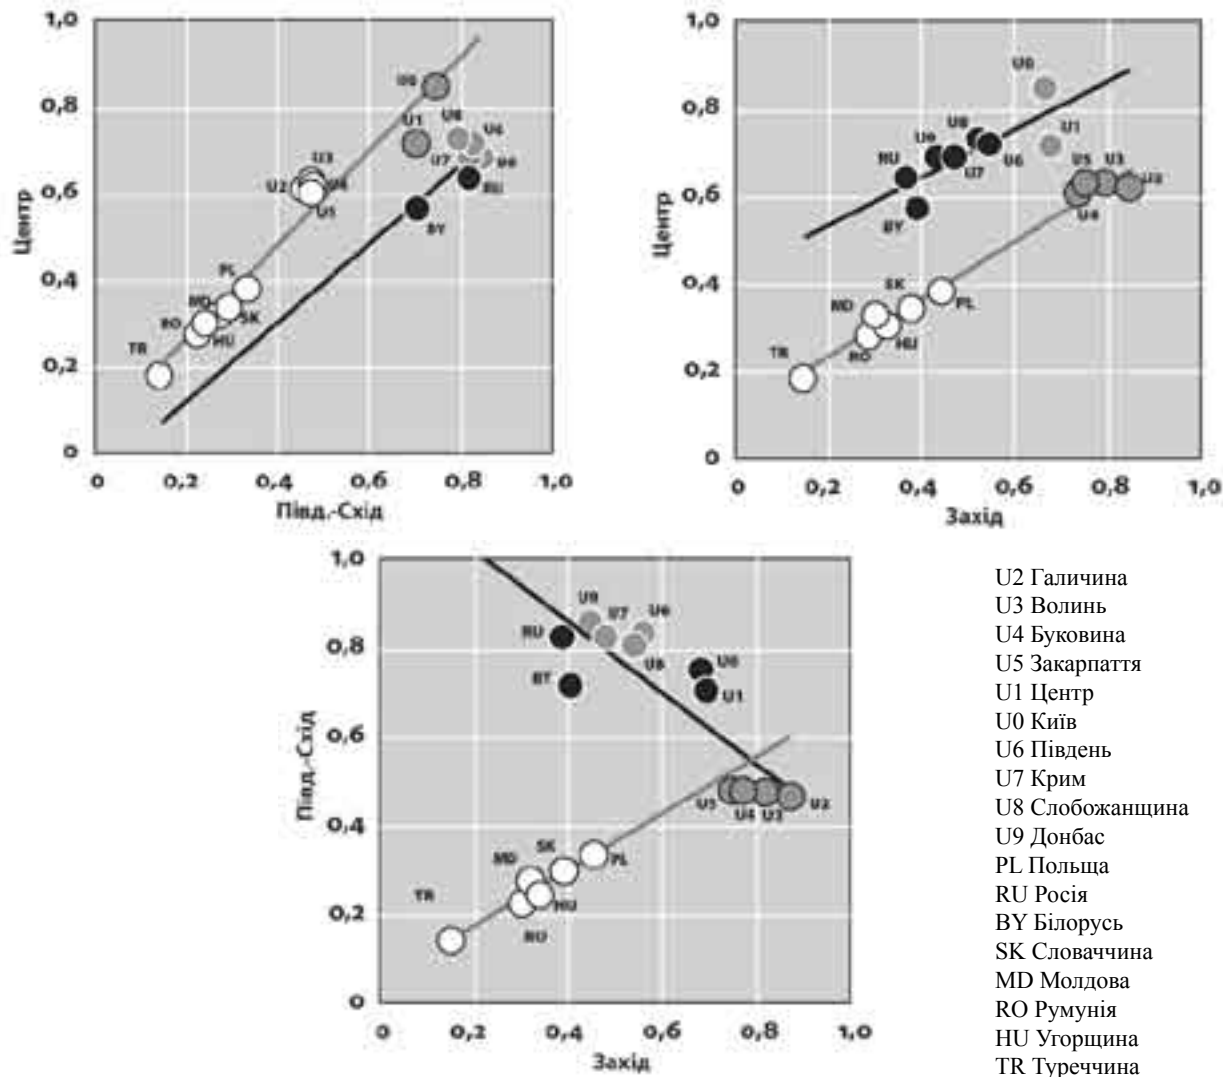 1,0
0,8
0,6
0,4
0,2
0
Центр
U0
U1
U8
U6
U7
U9
RU
BY
U3
U2
U4
U5
PL
MD
SK
RO
HU
TR
0 0,2 0,4 0,6 0,8 1,0
Півд.-Схід
1,0
0,8
0,6
0,4
0,2
0
Центр
U0
U1
U8
U9
U6
U7
RU
BY
U5 U3
U2
U4
SK
PL
MD
HU
RO
TR
0 0,2 0,4 0,6 0,8 1,0
Захід
1,0
0,8
0,6
0,4
0,2
0
Півд.-Схід
U9
U7 U6
RU
U8
U0
U1
U5 U4 U3 U2
SK
PL
MD
HU
TR
RU
0 0,2 0,4 0,6 0,8 1,0
Захід
U2 Галичина
U3 Волинь
U4 Буковина
U5 Закарпаття
U1 Центр
U0 Київ
U6 Південь
U7 Крим
U8 Слобожанщина
U9 Донбас
PL Польща
RU Росія
BY Білорусь
SK Словаччина
MD Молдова
RO Румунія
HU Угорщина
TR Туреччина